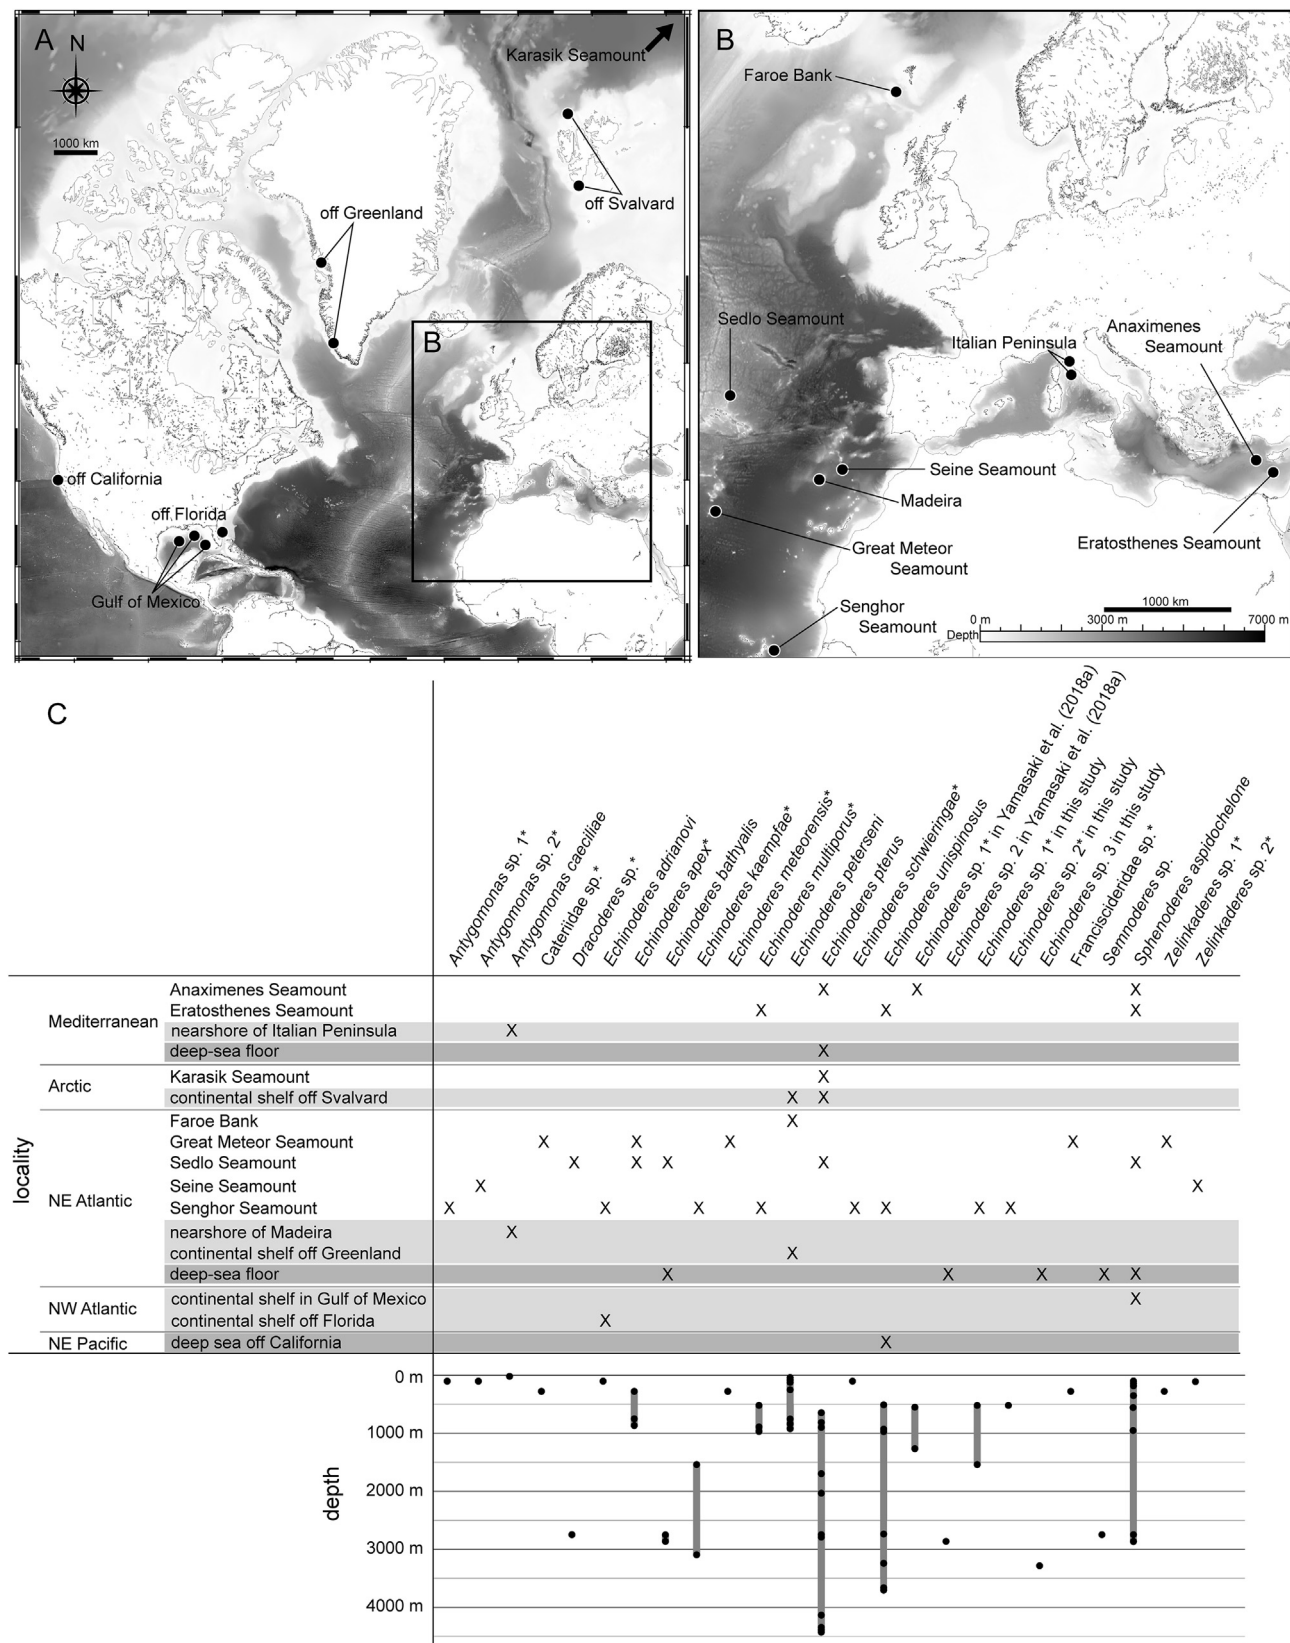 A
N
1000 km
Karasik Seamount
off Svalvard
off Greenland
B
off California
off Florida
Gulf of Mexico
B
Faroe Bank
Sedlo Seamount
Italian Peninsula
Anaximenes
Seamount
Seine Seamount
Madeira
Great Meteor
Seamount
Eratosthenes Seamount
Senghor
Seamount
1000 km
Depth
0 m
3000 m
7000 m
C
Antygomonas sp. 1*
Antygomonas sp. 2*
Antygomonas caeciliae
Cateriidae sp.*
Dracoderes sp.*
Echinoderes adrianovi
Echinoderes apex*
Echinoderes bathyalis
Echinoderes kaempfae*
Echinoderes meteorensis*
Echinoderes multiporus*
Echinoderes peterseni
Echinoderes pterus
Echinoderes schwieringae*
Echinoderes unispinosus
Echinoderes sp. 1* in Yamasaki et al. (2018a)
Echinoderes sp. 2 in Yamasaki et al. (2018a)
Echinoderes sp. 1* in this study
Echinoderes sp. 2* in this study
Echinoderes sp. 3 in this study
Franciscideridae sp.*
Semnoderes sp.
Sphenoderes aspidochelone
Zelinkaderes sp. 1*
Zelinkaderes sp. 2*
locality
Mediterranean
Anaximenes Seamount X X X
Eratosthenes Seamount X X X
nearshore of Italian Peninsula X
deep-sea floor X
Arctic
Karasik Seamount X
continental shelf off Svalvard X X
NE Atlantic
Faroe Bank X
Great Meteor Seamount X X X X X
Sedlo Seamount X X X X X
Seine Seamount X X
Senghor Seamount X X X X X X X X
nearshore of Madeira X
continental shelf off Greenland X
deep-sea floor X X X X X
NW Atlantic
continental shelf in Gulf of Mexico X
continental shelf off Florida X
NE Pacific
deep sea off California X
depth
0 m
1000 m
2000 m
3000 m
4000 m